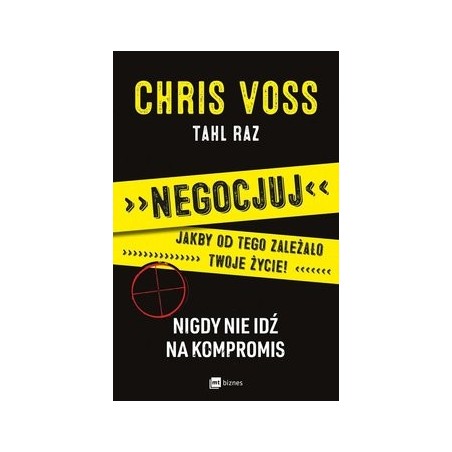 CHRIS VOSS
TAHL RAZ
>> NEGOCJUJ <<
JAKBY OD TEGO ZALEŻAŁO
>>>>>>>>>>>>>>> TWOJE ŻYCIE! <<<<<<<
NIGDY NIE IDŹ
NA KOMPROMIS
mt biznes